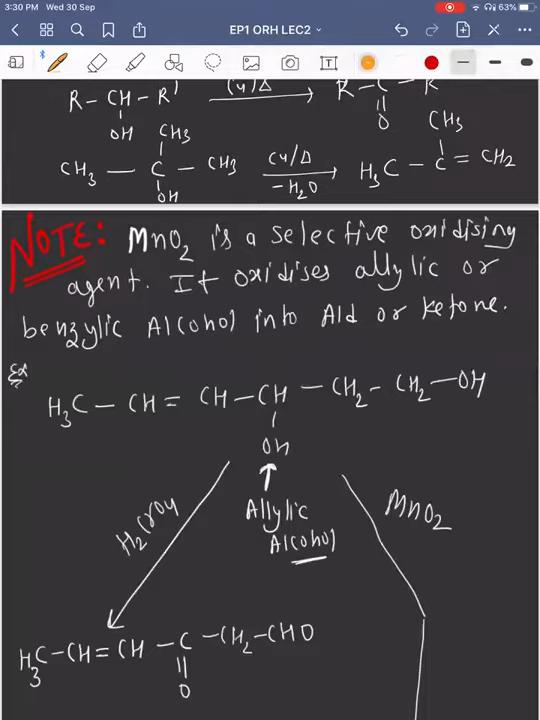 3:30 PM Wed 30 Sep 63%
EP1 ORH LEC2
R – CH – R' Cu/Δ R – C – R
OH O
CH₃ CH₃
CH₃ — C — CH₃ Cu/Δ H₃C – C = CH₂
OH –H₂O
NOTE: MnO₂ is a selective oxidising
agent. It oxidises allylic or
benzylic Alcohol into Ald or ketone.
Ex
H₃C – CH = CH – CH – CH₂ – CH₂ – OH
OH
H₂CrO₄ Allylic MnO₂
Alcohol
H₃C – CH = CH – C – CH₂ – CHO
O